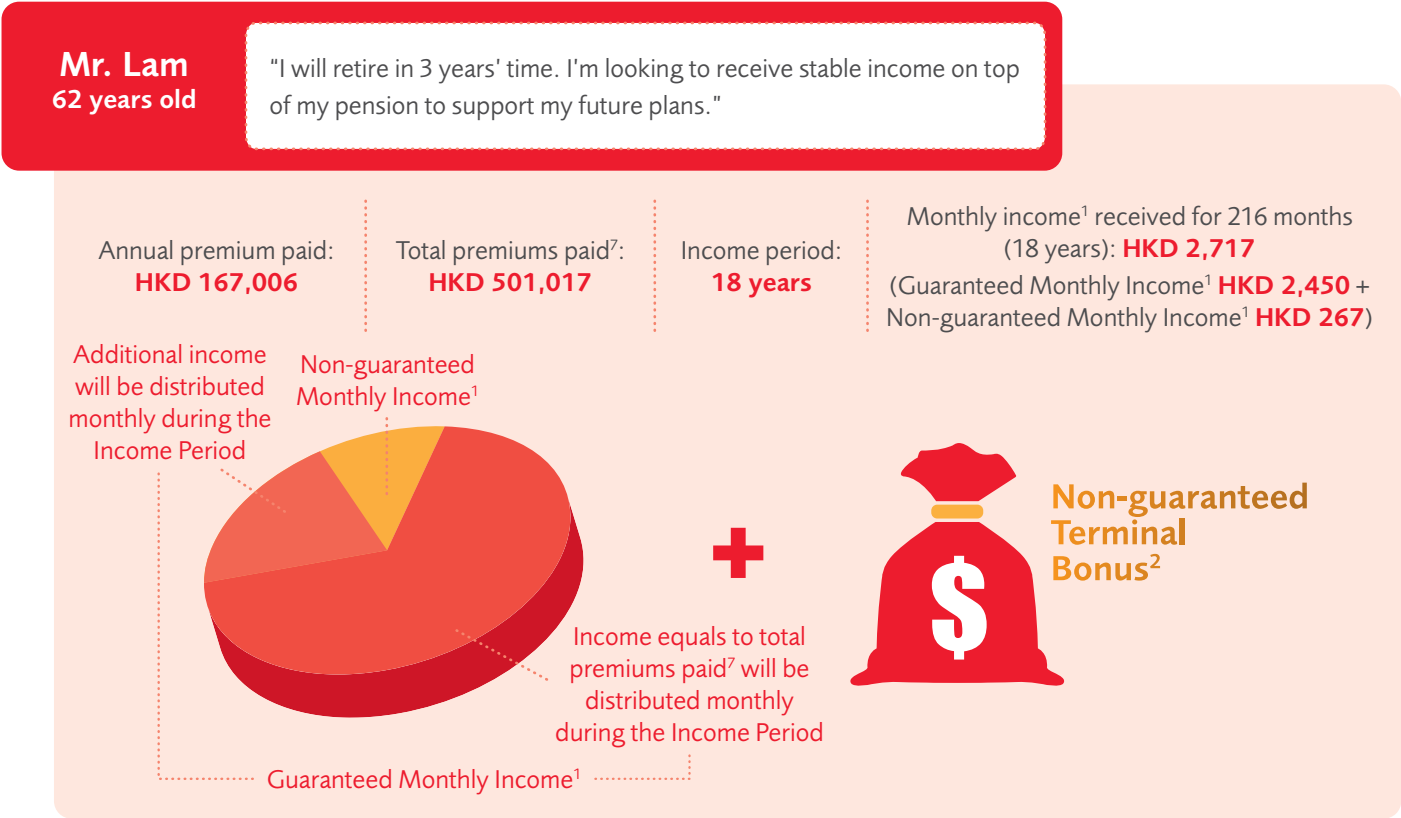 Mr. Lam
62 years old
"I will retire in 3 years' time. I'm looking to receive stable income on top
of my pension to support my future plans."
Annual premium paid:
HKD 167,006
Total premiums paid⁷:
HKD 501,017
Income period:
18 years
Monthly income¹ received for 216 months
(18 years): HKD 2,717
(Guaranteed Monthly Income¹ HKD 2,450 +
Non-guaranteed Monthly Income¹ HKD 267)
Additional income
will be distributed
monthly during the
Income Period
Non-guaranteed
Monthly Income¹
Non-guaranteed
Terminal
Bonus²
$
Income equals to total
premiums paid⁷ will be
distributed monthly
during the Income Period
Guaranteed Monthly Income¹